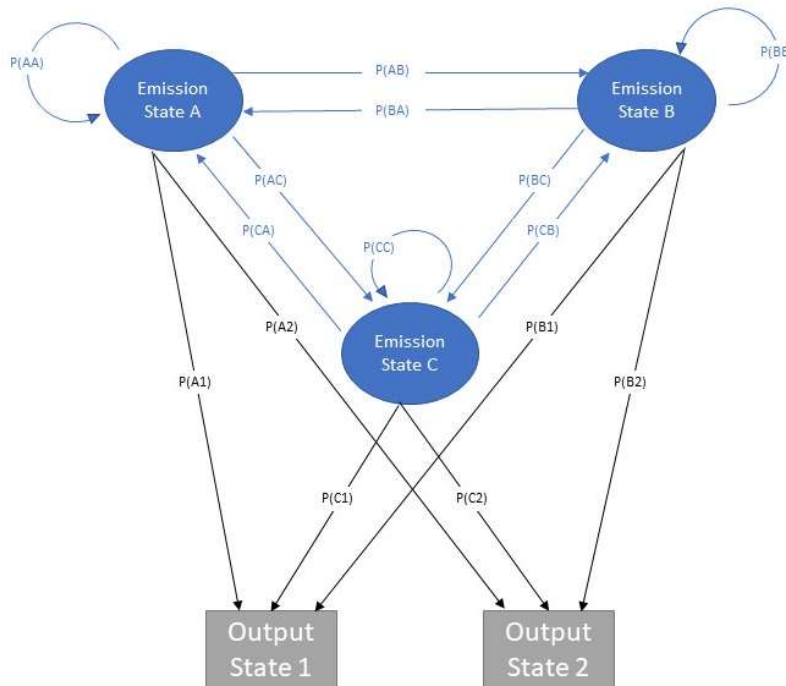 P(AA)
Emission
State A
P(AB)
P(BA)
Emission
State B
P(BB
P(AC)
P(BC)
P(CA)
P(CC)
P(CB)
Emission
State C
P(A2)
P(B1)
P(A1)
P(B2)
P(C1)
P(C2)
Output
State 1
Output
State 2